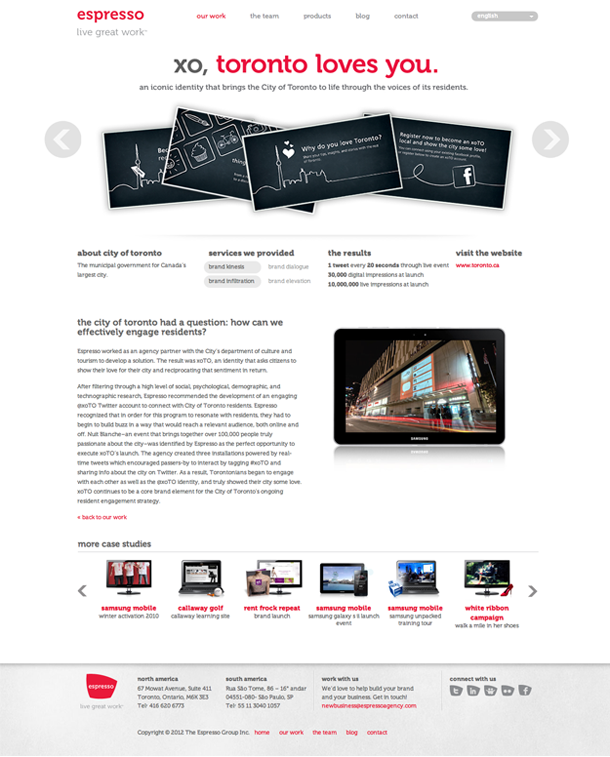 espresso
live great work
our work
the team
products
blog
contact
english
xo, toronto loves you.
an iconic identity that brings the City of Toronto to life through the voices of its residents.
Why do you love Toronto?
Register now to become an xoTO
local and show the city some love!
about city of toronto
The municipal government for Canada's
largest city.
services we provided
brand kinesis
brand dialogue
brand infiltration
brand elevation
the results
1 tweet every 20 seconds through live event
30,000 digital impressions at launch
10,000,000 live impressions at launch
visit the website
www.toronto.ca
the city of toronto had a question: how can we
effectively engage residents?
Espresso worked as an agency partner with the City's department of culture and
tourism to develop a solution. The result was xoTO, an identity that asks citizens to
show their love for their city and reciprocating that sentiment in return.
After filtering through a high level of social, psychological, demographic, and
technographic research, Espresso recommended the development of an engaging
@xoTO Twitter account to connect with City of Toronto residents. Espresso
recognized that in order for this program to resonate with residents, they had to
begin to build buzz in a way that would reach a relevant audience, both online and
off. Nuit Blanche–an event that brings together over 100,000 people truly
passionate about the city–was identified by Espresso as the perfect opportunity to
execute xoTO's launch. The agency created three installations powered by real-
time tweets which encouraged passers-by to interact by tagging #xoTO and
sharing info about the city on Twitter. As a result, Torontonians began to engage
with each other as well as the @xoTO identity, and truly showed their city some love.
xoTO continues to be a core brand element for the City of Toronto's ongoing
resident engagement strategy.
« back to our work
SAMSUNG
more case studies
samsung mobile
winter activation 2010
callaway golf
callaway learning site
rent frock repeat
brand launch
samsung mobile
samsung galaxy s II launch
event
samsung mobile
samsung unpacked
training tour
white ribbon
campaign
walk a mile in her shoes
espresso
live great work
north america
67 Mowat Avenue, Suite 411
Toronto, Ontario, M6K 3E3
Tel: 416 620 6773
south america
Rua São Tome, 86 – 16° andar
04551-080- São Paulo, SP
Tel: 55 11 3040 1057
work with us
We'd love to help build your brand
and your business. Get in touch!
newbusiness@espressoagency.com
connect with us
Copyright © 2012 The Espresso Group Inc.
home
our work
the team
blog
contact